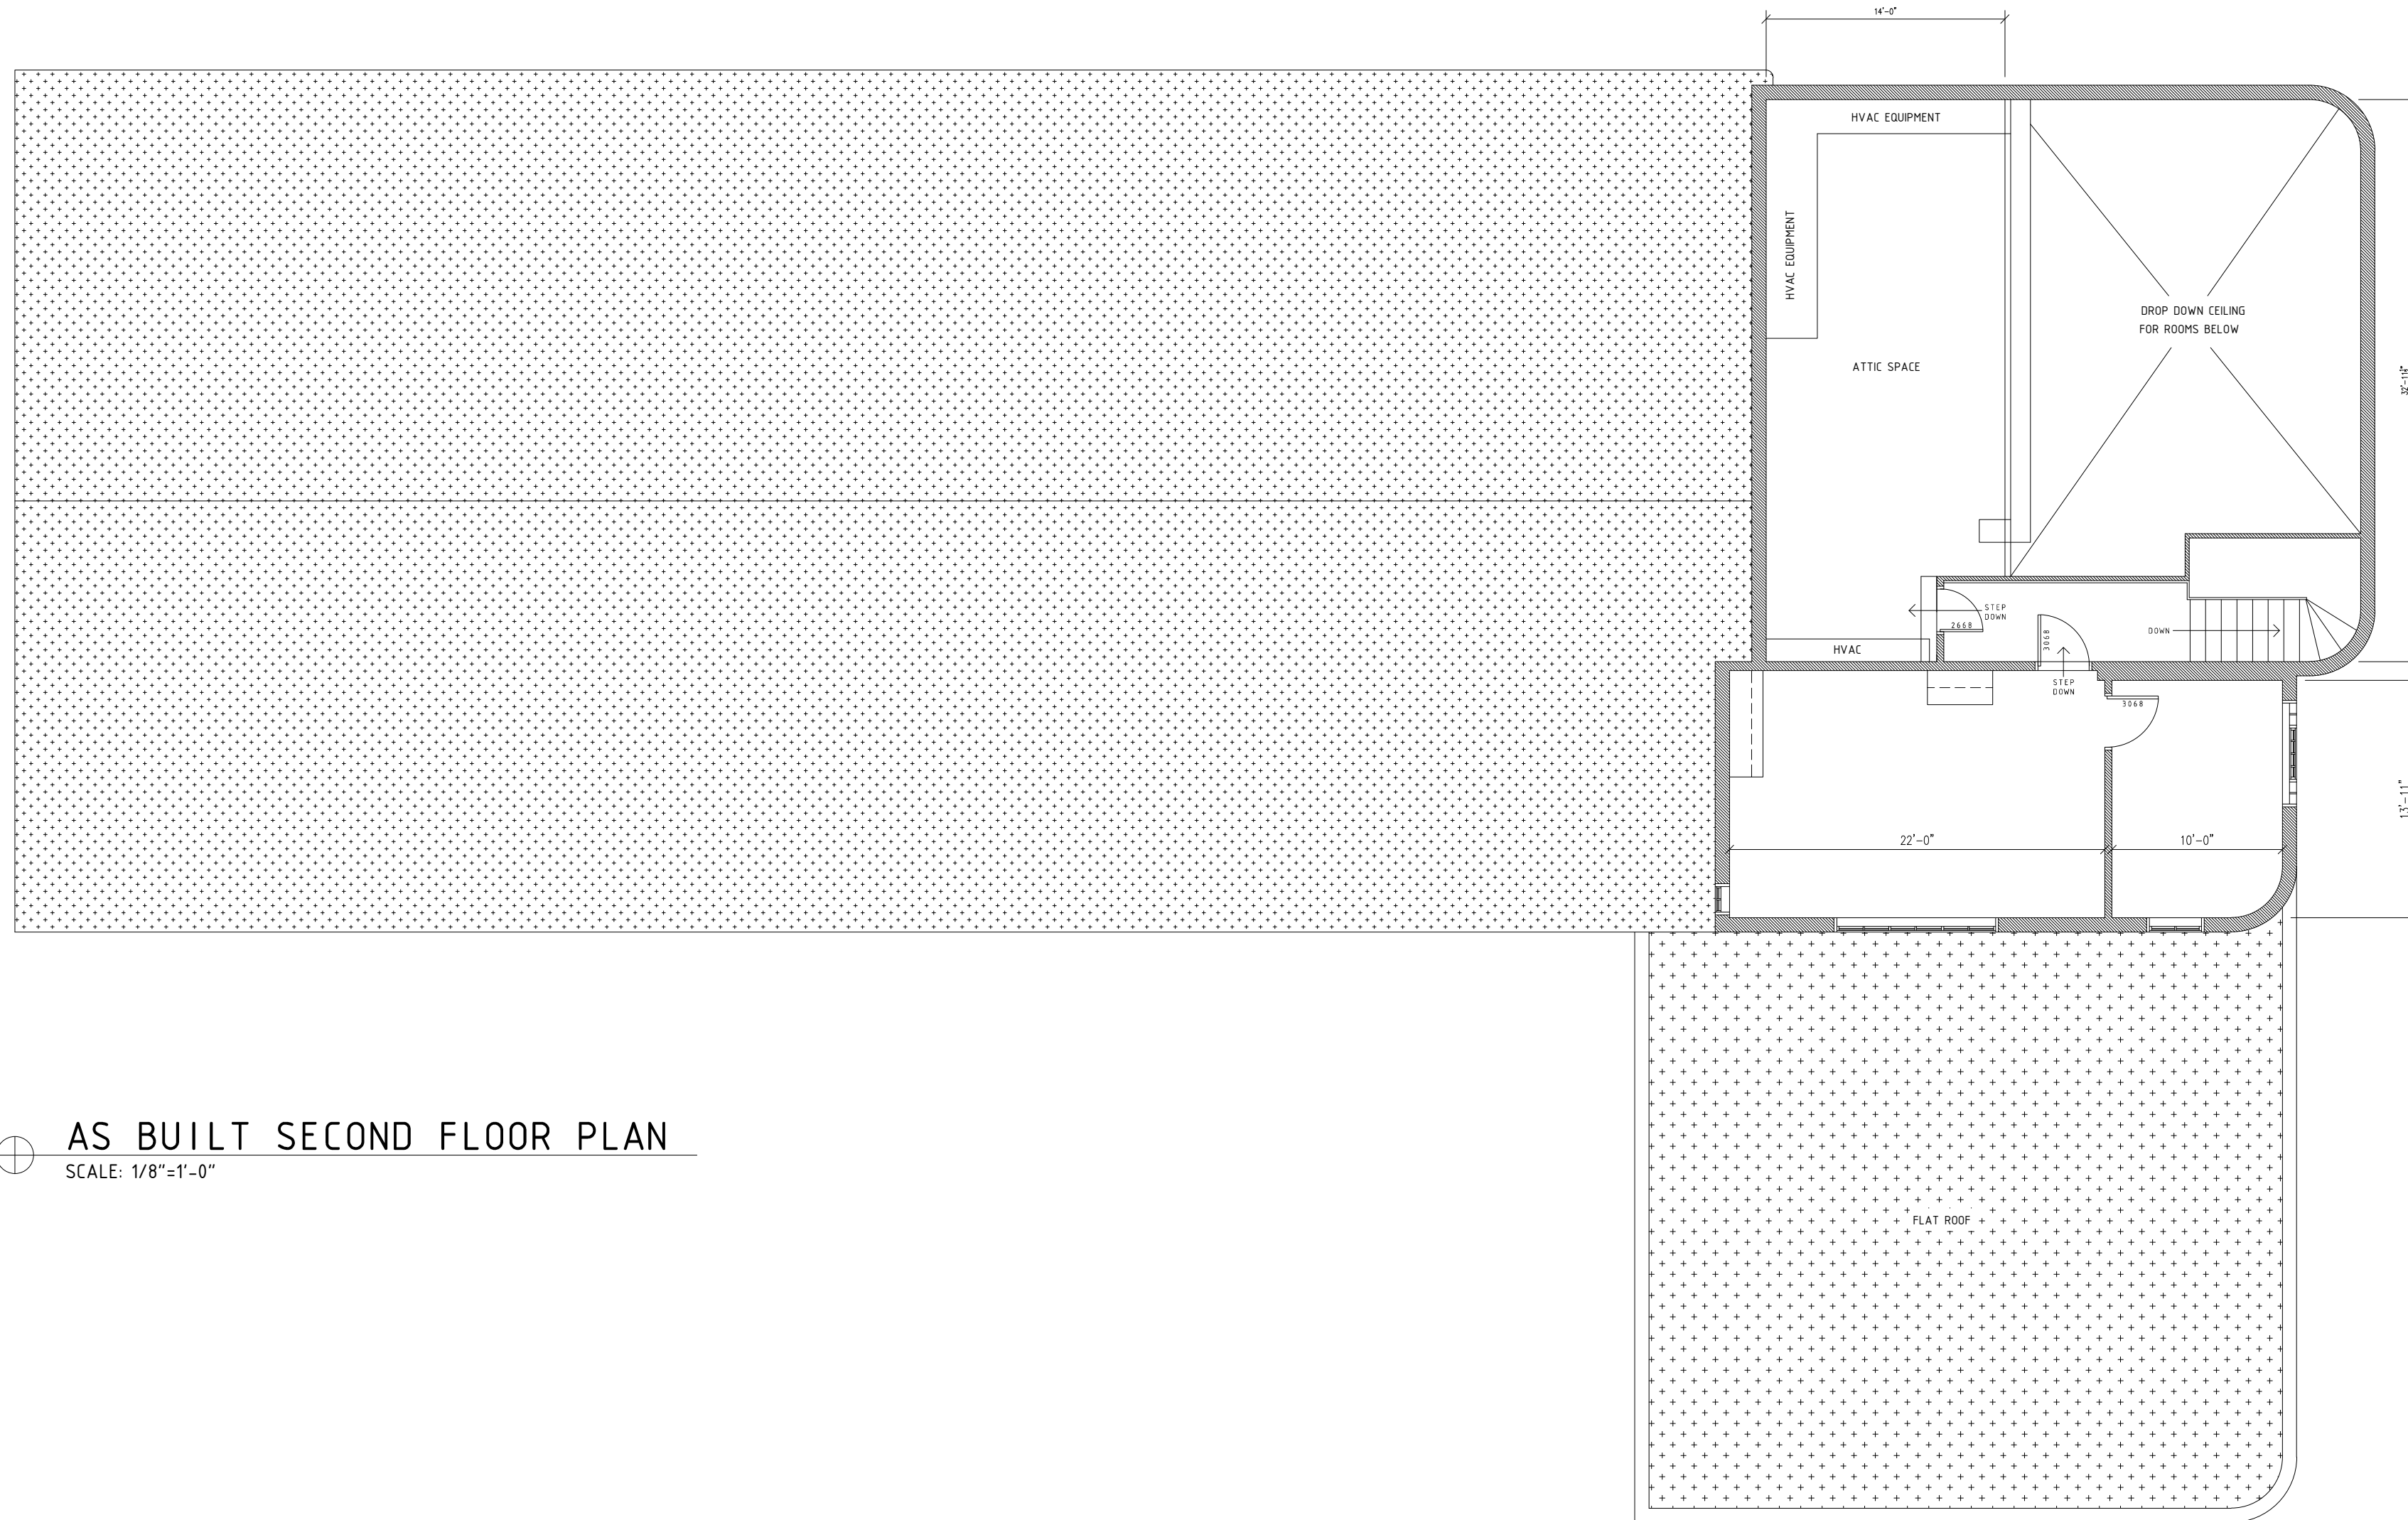 14'-0"
HVAC EQUIPMENT
HVAC EQUIPMENT
DROP DOWN CEILING
FOR ROOMS BELOW
ATTIC SPACE
STEP
DOWN
2668
3068
DOWN
HVAC
STEP
DOWN
3068
13'-11"
22'-0"
10'-0"
AS BUILT SECOND FLOOR PLAN
SCALE: 1/8"=1'-0"
FLAT ROOF